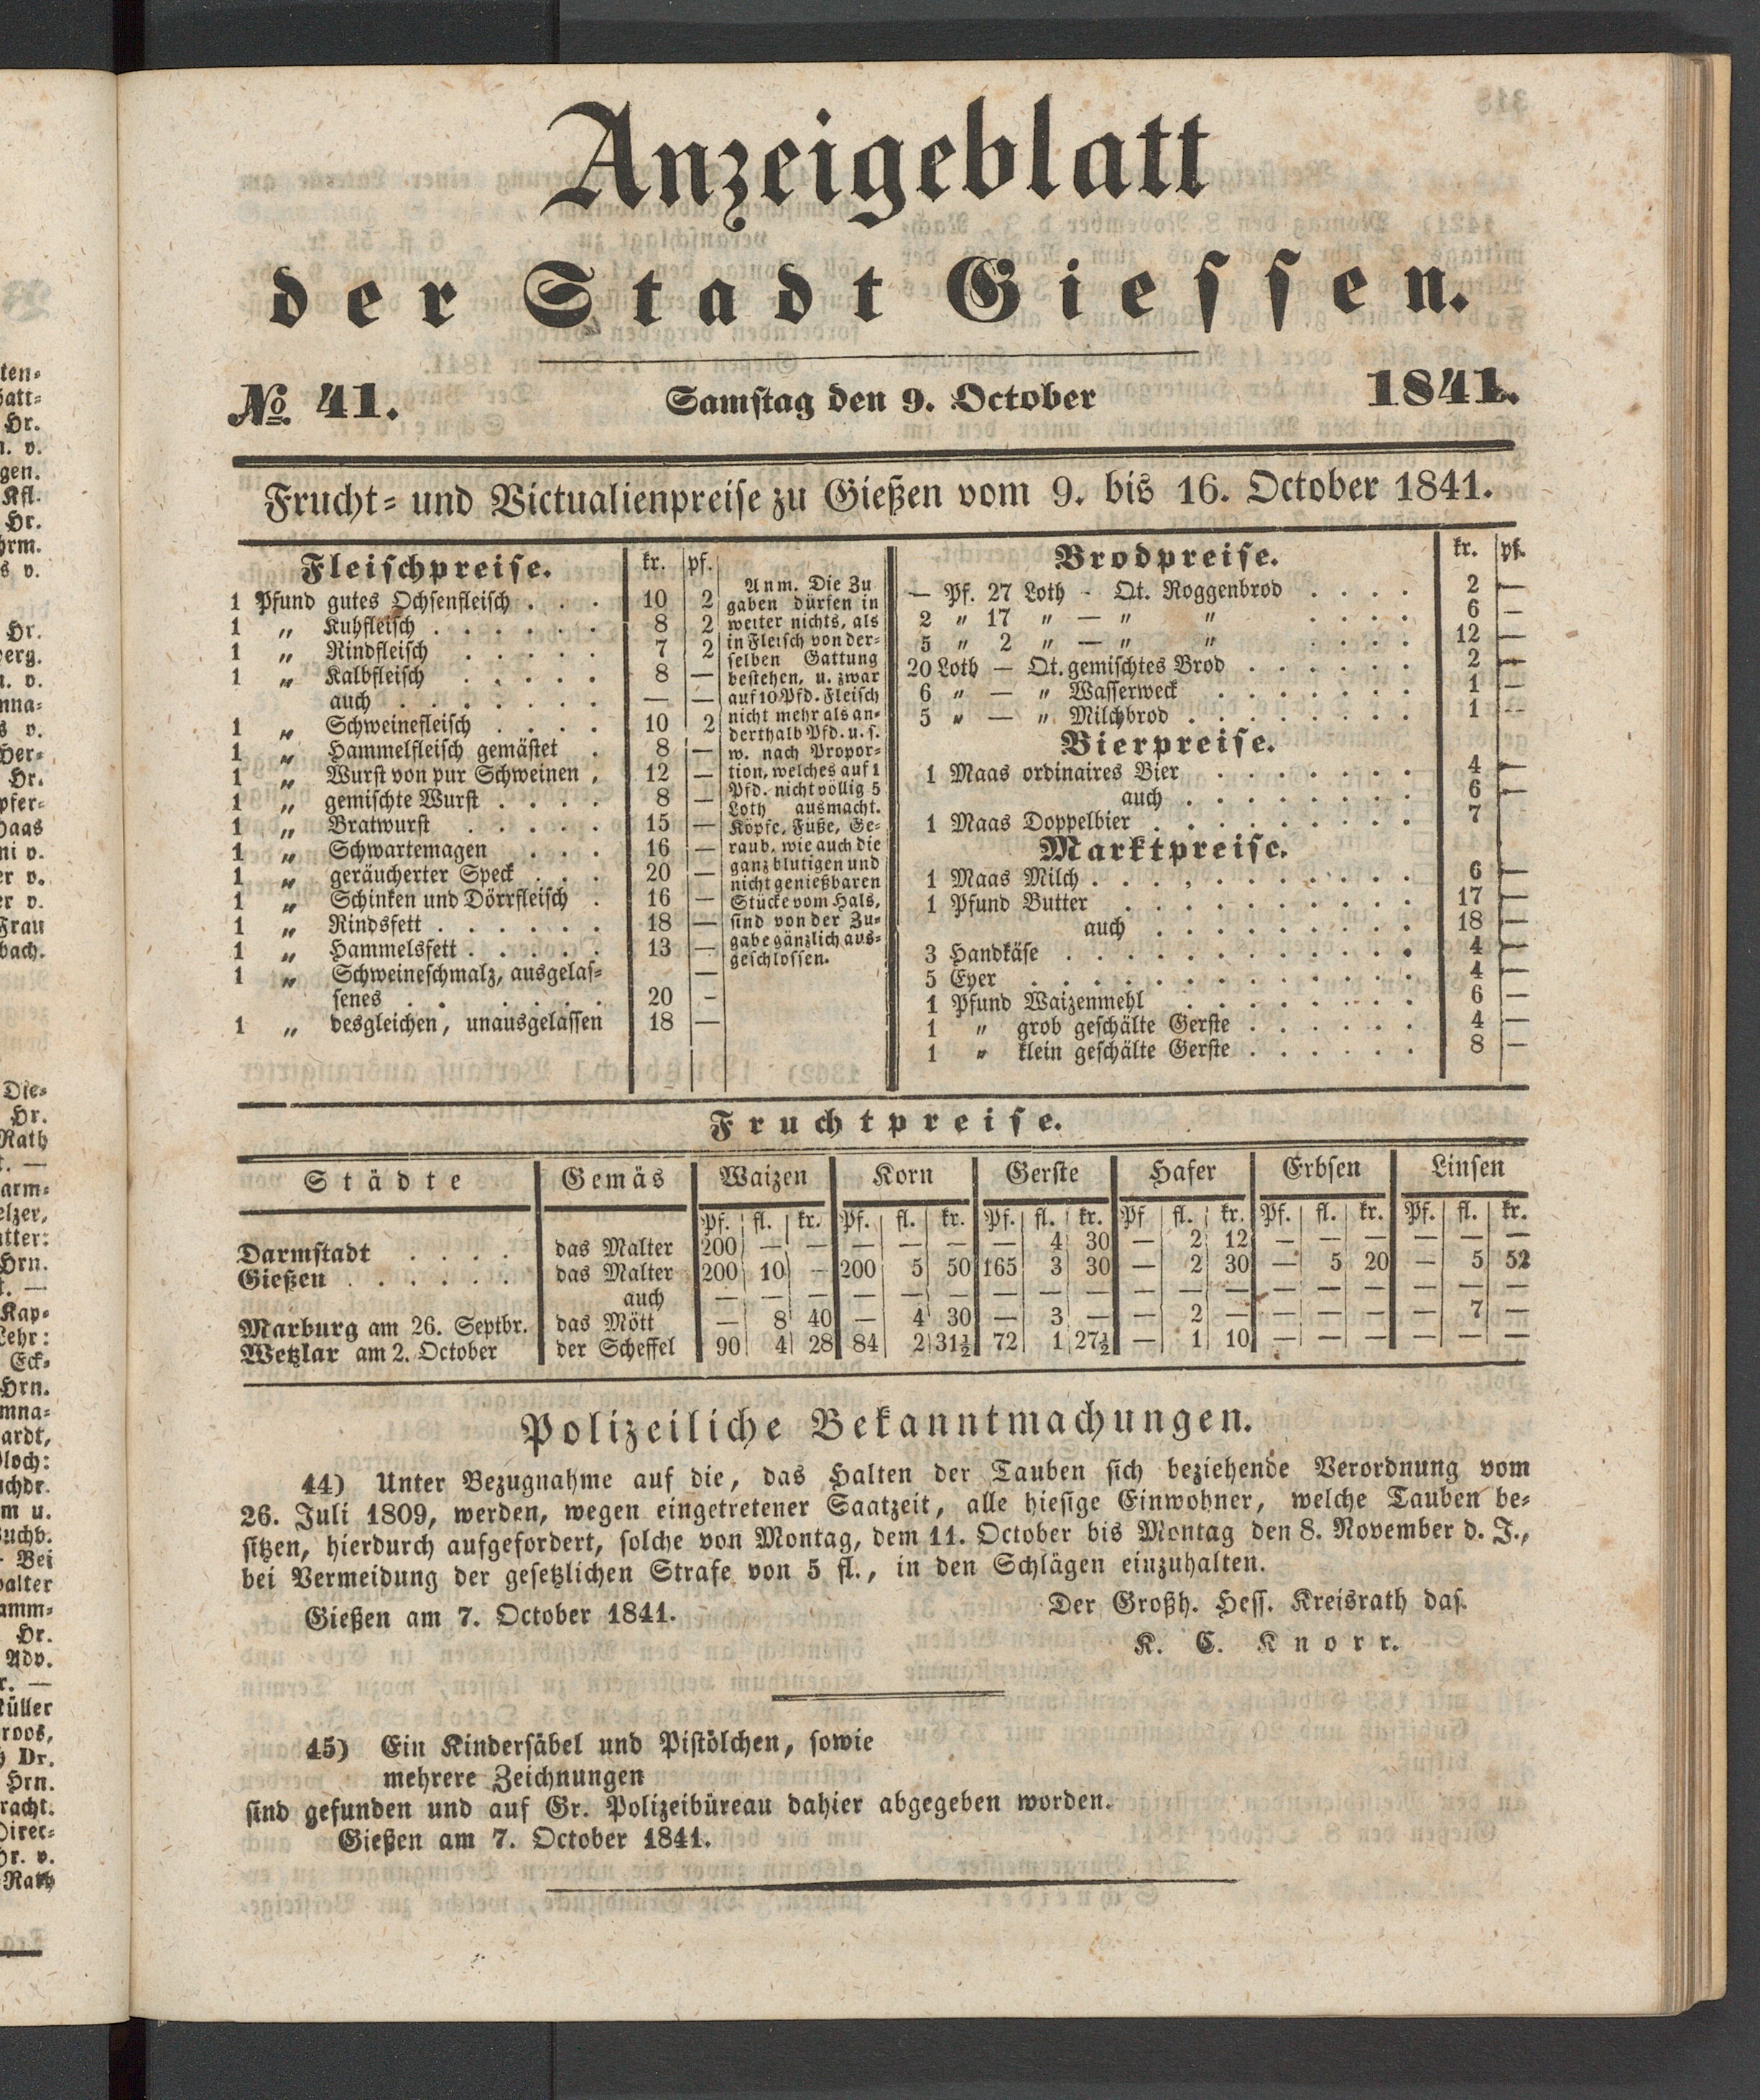 Anzeigeblatt
der Stadt Giessen.
No. 41. Samstag den 9. October 1841.
Frucht- und Victualienpreise zu Gießen vom 9. bis 16. October 1841.
Fleischpreise. kr. pf.
1 Pfund gutes Ochsenfleisch . . . 10 2
1 „ Kuhfleisch . . . . . . 8 2
1 „ Rindfleisch . . . . . 7 2
1 „ Kalbfleisch . . . . . 8 —
auch . . . . . . . — —
1 „ Schweinefleisch . . . . 10 2
1 „ Hammelfleisch gemästet . 8 —
1 „ Wurst von pur Schweinen , 12 —
1 „ gemischte Wurst . . . . 8 —
1 „ Bratwurst . . . . . 15 —
1 „ Schwartemagen . . . 16 —
1 „ geräucherter Speck . . . 20 —
1 „ Schinken und Dörrfleisch . 16 —
1 „ Rindsfett . . . . . . 18 —
1 „ Hammelsfett . . . . . 13 —
1 „ Schweineschmalz, ausgelas- —
senes . . . . . . 20 -
1 „ desgleichen, unausgelassen 18 —
Anm. Die Zu
gaben dürfen in
weiter nichts, als
in Fleisch von der-
selben Gattung
bestehen, u. zwar
auf 10 Pfd. Fleisch
nicht mehr als an-
derthalb Pfd. u. s.
w. nach Propor-
tion, welches auf 1
Pfd. nicht völlig 5
Loth ausmacht.
Köpfe, Füße, Ge-
raub, wie auch die
ganz blutigen und
nicht genießbaren
Stücke vom Hals,
sind von der Zu-
gabe gänzlich aus-
geschlossen.
Brodpreise. kr. pf.
— Pf. 27 Loth - Qt. Roggenbrod . . . . 2 —
2 „ 17 „ — „ „ . . . . 6 —
5 „ 2 „ — „ „ . . . . 12 —
20 Loth — Qt. gemischtes Brod . . . . . . 2 —
6 „ — „ Wasserweck . . . . . . . 1 —
5 „ — „ Milchbrod . . . . . . . . 1 --
Bierpreise.
1 Maas ordinaires Bier . . . . . . . 4 —
auch . . . . . . . . 6 —
1 Maas Doppelbier . . . . . . . . . 7
Marktpreise.
1 Maas Milch . . . , . . . . . . . 6 —
1 Pfund Butter . . . . . . . . . . 17 —
auch . . . . . . . . . 18 —
3 Handkäse . . . . . . . . . . . . 4 —
5 Eyer . . . . . . . . . . . . . 4 —
1 Pfund Waizenmehl . . . . . . . . 6 —
1 „ grob geschälte Gerste . . . . . . 4 —
1 „ klein geschälte Gerste . . . . . . 8 —
Fruchtpreise.
Städte Gemäs Waizen Korn Gerste Hafer Erbsen Linsen
Pf. fl. kr. Pf. fl. kr. Pf. fl. kr. Pf fl. kr. Pf. fl. kr. Pf. fl. kr.
Darmstadt . . . . das Malter 200 — — — — — — 4 30 — 2 12 — — — — — —
Gießen . . . . . . das Malter 200 10 — 200 5 50 165 3 30 — 2 30 — 5 20 — 5 52
auch — — — — — — — — — — — — — — — — — —
Marburg am 26. Septbr. das Mött — 8 40 — 4 30 — 3 — — 2 — — — — — 7 —
Wetzlar am 2. October der Scheffel 90 4 28 84 2 31½ 72 1 27½ — 1 10 — — — — — —
Polizeiliche Bekanntmachungen.
44) Unter Bezugnahme auf die, das Halten der Tauben sich beziehende Verordnung vom
26. Juli 1809, werden, wegen eingetretener Saatzeit, alle hiesige Einwohner, welche Tauben be-
sitzen, hierdurch aufgefordert, solche von Montag, dem 11. October bis Montag den 8. November d. J.,
bei Vermeidung der gesetzlichen Strafe von 5 fl., in den Schlägen einzuhalten.
Gießen am 7. October 1841. Der Großh. Hess. Kreisrath das.
K. C. Knorr.
45) Ein Kindersäbel und Pistölchen, sowie
mehrere Zeichnungen
sind gefunden und auf Gr. Polizeibüreau dahier abgegeben worden.
Gießen am 7. October 1841.